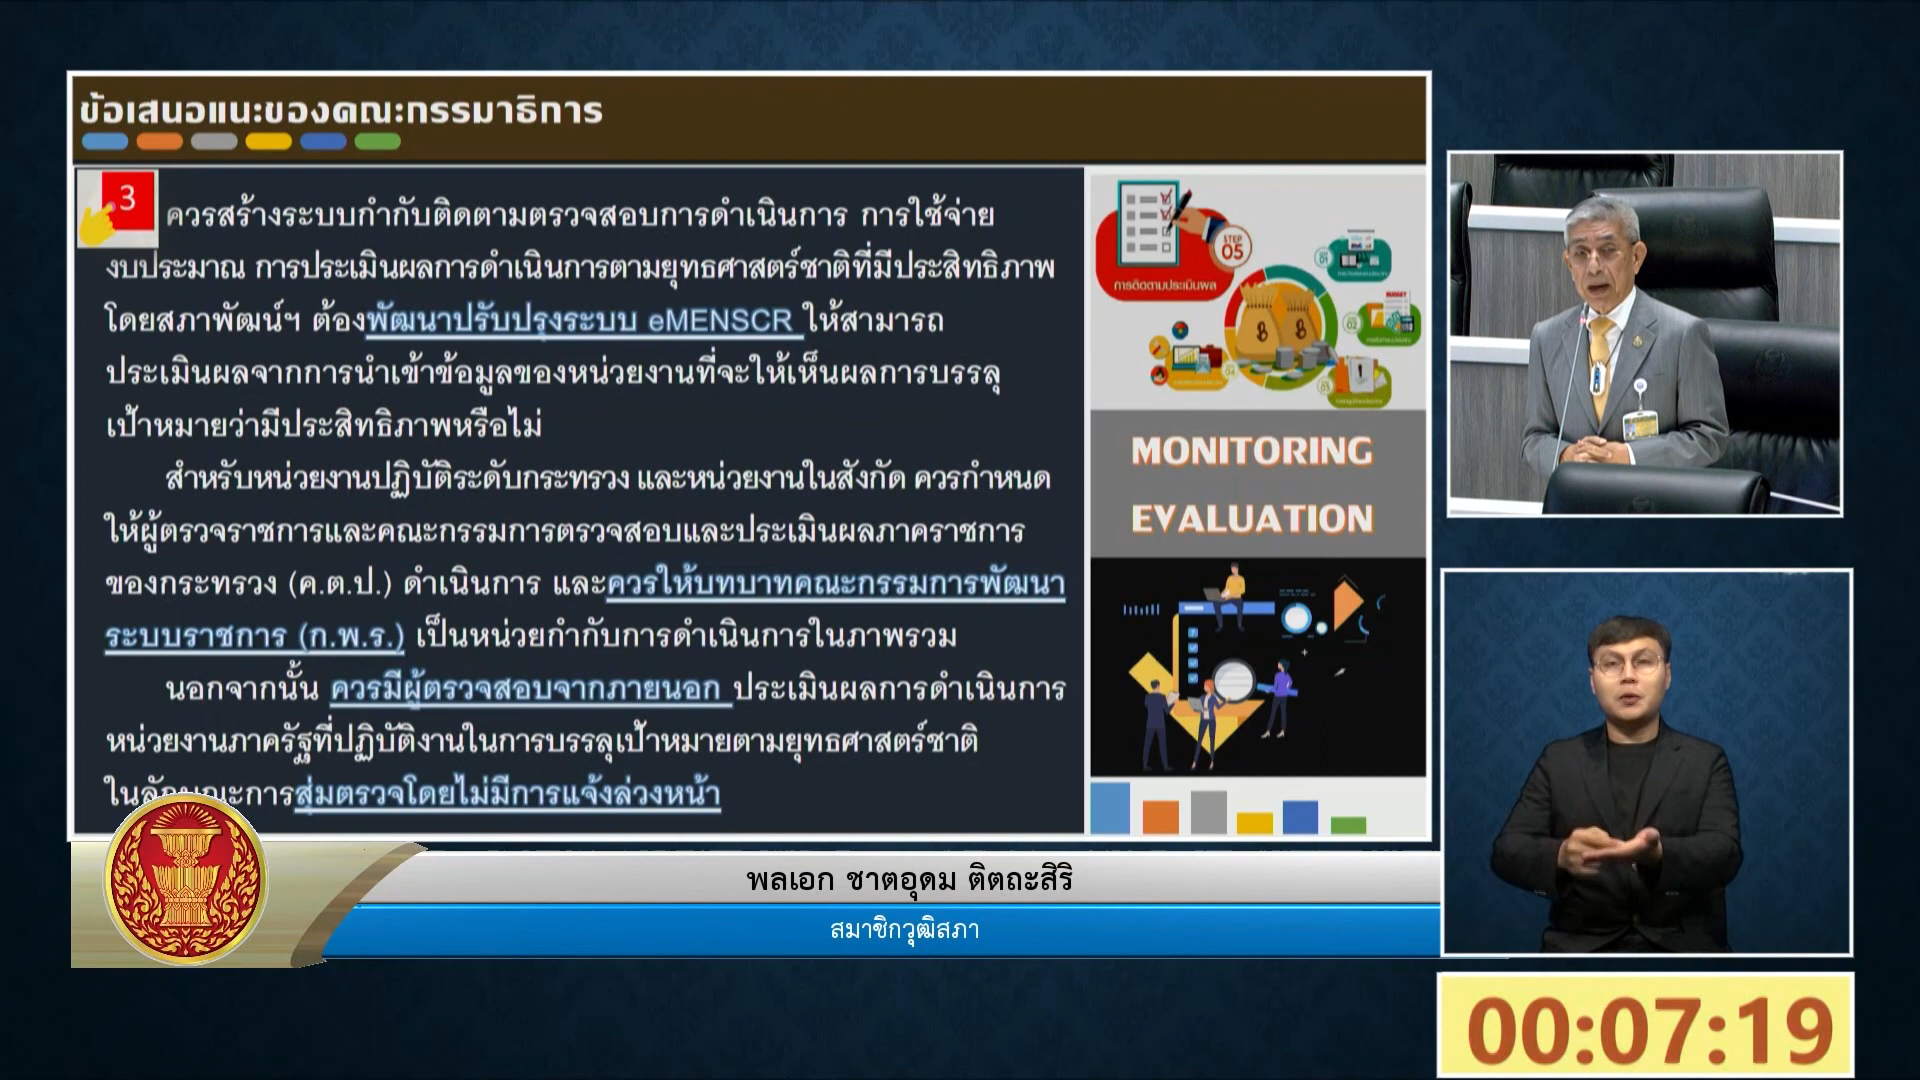 ข้อเสนอแนะของคณะกรรมาธิการ
3
ควรสร้างระบบกำกับติดตามตรวจสอบการดำเนินการ การใช้จ่าย
งบประมาณ การประเมินผลการดำเนินการตามยุทธศาสตร์ชาติที่มีประสิทธิภาพ
โดยสภาพัฒน์ฯ ต้องพัฒนาปรับปรุงระบบ eMENSCR ให้สามารถ
ประเมินผลจากการนำเข้าข้อมูลของหน่วยงานที่จะให้เห็นผลการบรรลุ
เป้าหมายว่ามีประสิทธิภาพหรือไม่
สำหรับหน่วยงานปฏิบัติระดับกระทรวง และหน่วยงานในสังกัด ควรกำหนด
ให้ผู้ตรวจราชการและคณะกรรมการตรวจสอบและประเมินผลภาคราชการ
ของกระทรวง (ค.ต.ป.) ดำเนินการ และควรให้บทบาทคณะกรรมการพัฒนา
ระบบราชการ (ก.พ.ร.) เป็นหน่วยกำกับการดำเนินการในภาพรวม
นอกจากนั้น ควรมีผู้ตรวจสอบจากภายนอก ประเมินผลการดำเนินการ
หน่วยงานภาครัฐที่ปฏิบัติงานในการบรรลุเป้าหมายตามยุทธศาสตร์ชาติ
ในลักษณะการสุ่มตรวจโดยไม่มีการแจ้งล่วงหน้า
STEP
05
การติดตามประเมินผล
BUDGET
MONITORING
EVALUATION
พลเอก ชาตอุดม ติตถะสิริ
สมาชิกวุฒิสภา
00:07:19